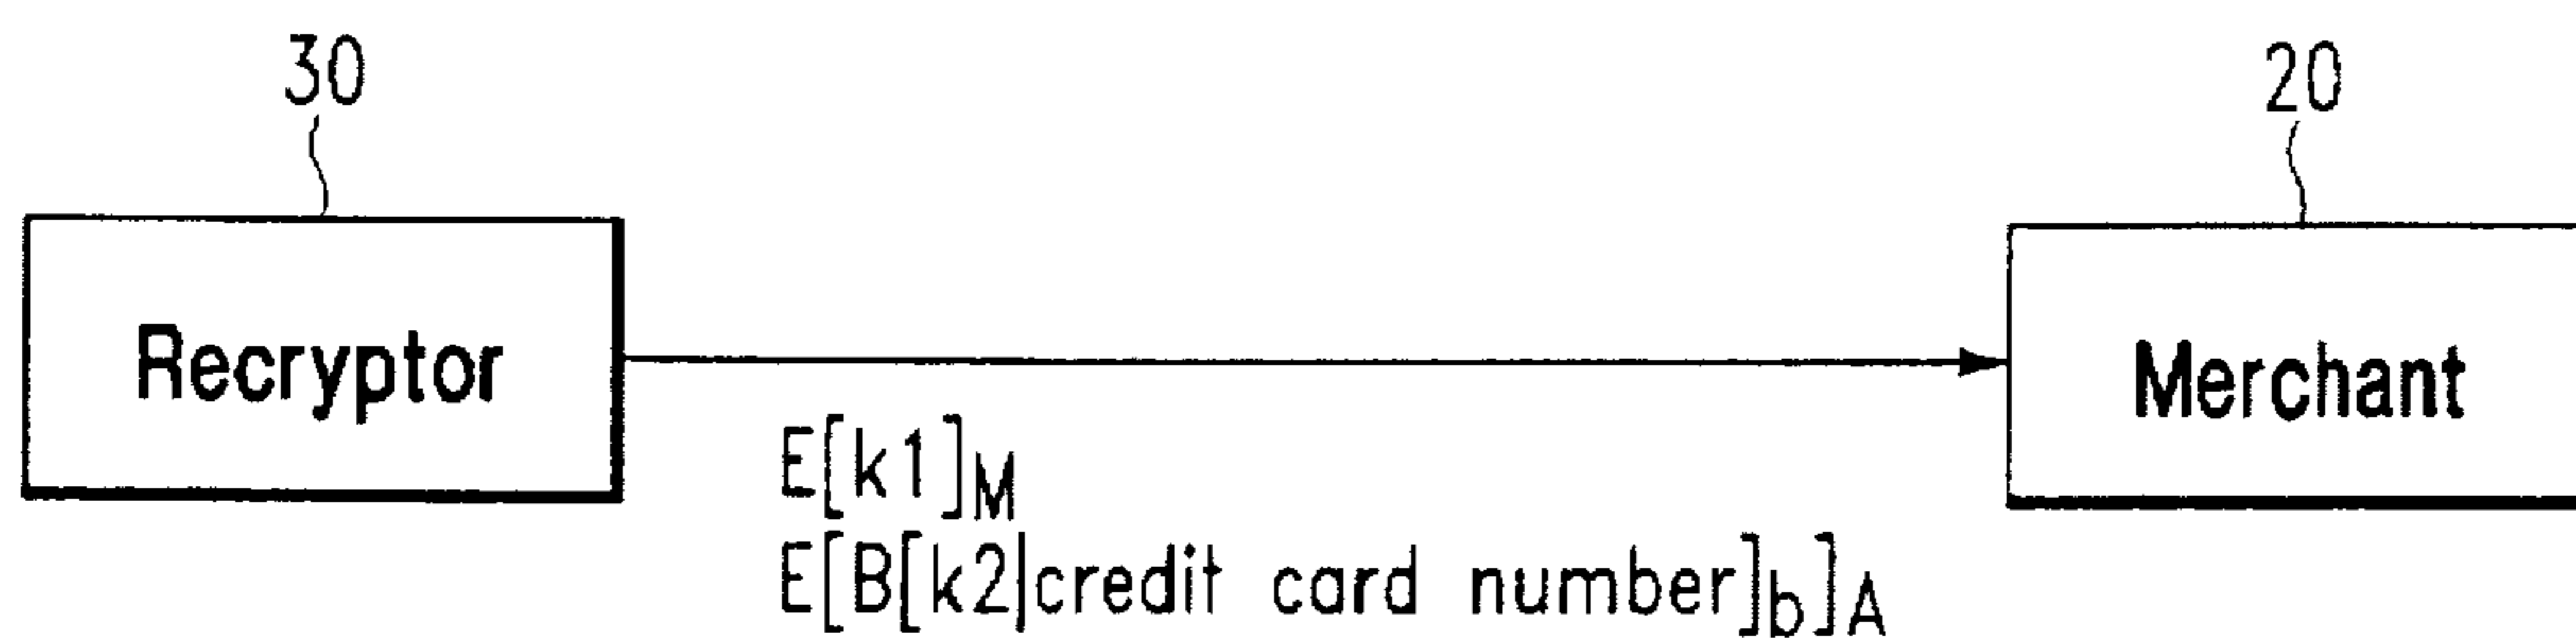 30
20
Recryptor
Merchant
E[k1]M
E[B[k2|credit card number]b]A